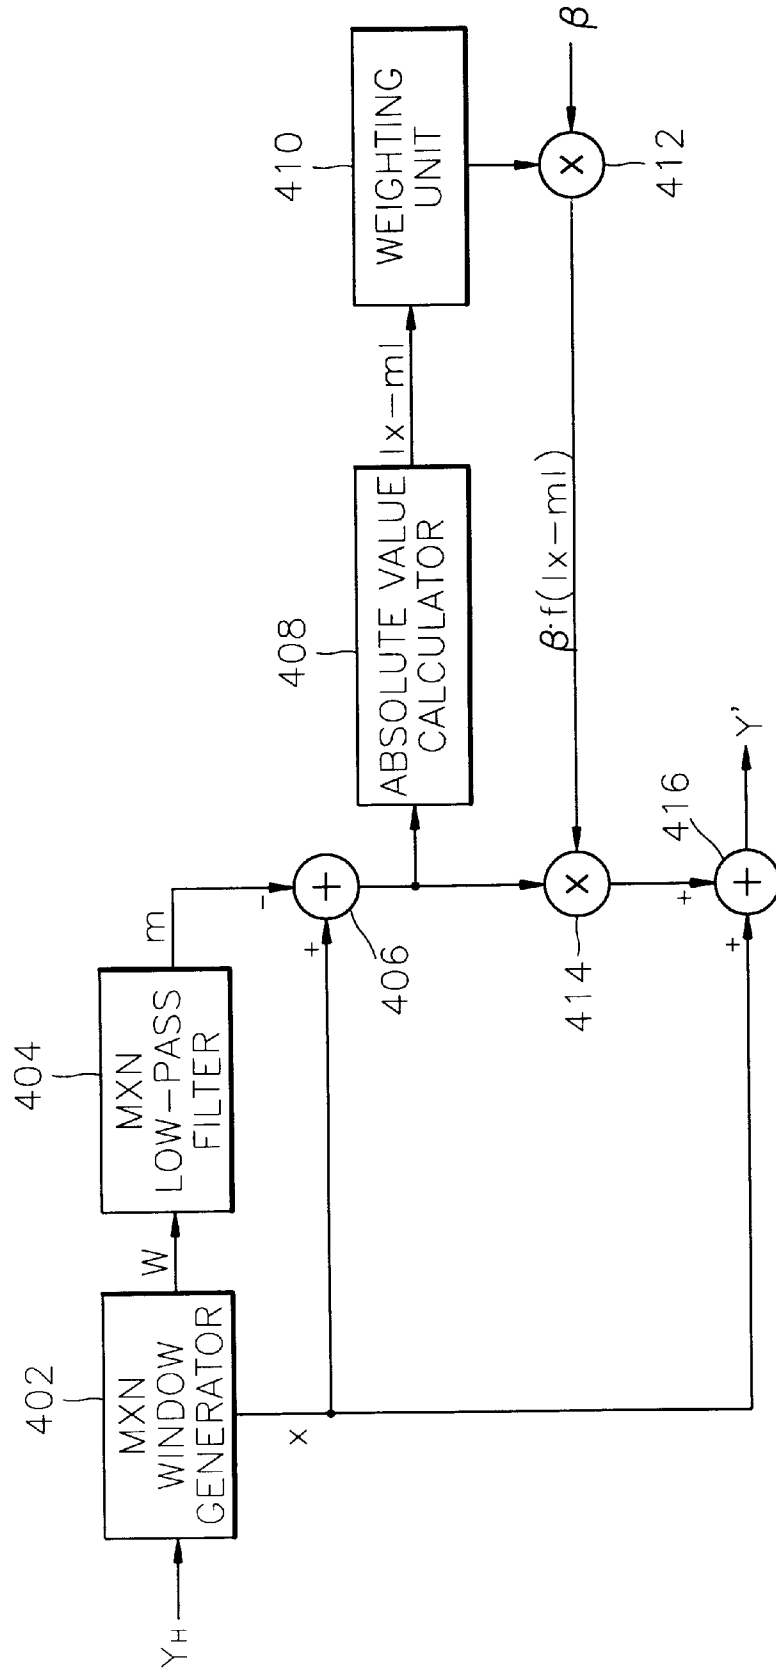 402
404
408
410
Yн
MXN
WINDOW
GENERATOR
W
MXN
LOW-PASS
FILTER
m
x
+
-
+
406
ABSOLUTE VALUE
CALCULATOR
|x-m|
WEIGHTING
UNIT
X
412
β
β·f(|x-m|)
X
414
+
+
+
416
Y'